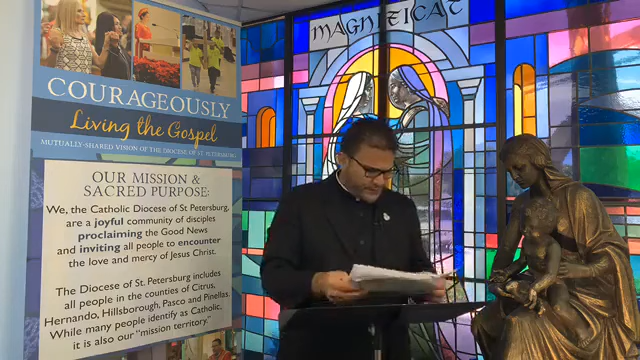 MAGNIFICAT
COURAGEOUSLY
Living the Gospel
MUTUALLY-SHARED VISION OF THE DIOCESE OF ST. PETERSBURG
OUR MISSION &
SACRED PURPOSE:
We, the Catholic Diocese of St Petersburg,
are a joyful community of disciples
proclaiming the Good News
and inviting all people to encounter
the love and mercy of Jesus Christ.
The Diocese of St. Petersburg includes
all people in the counties of Citrus,
Hernando, Hillsborough, Pasco and Pinellas.
While many people identify as Catholic,
it is also our "mission territory."